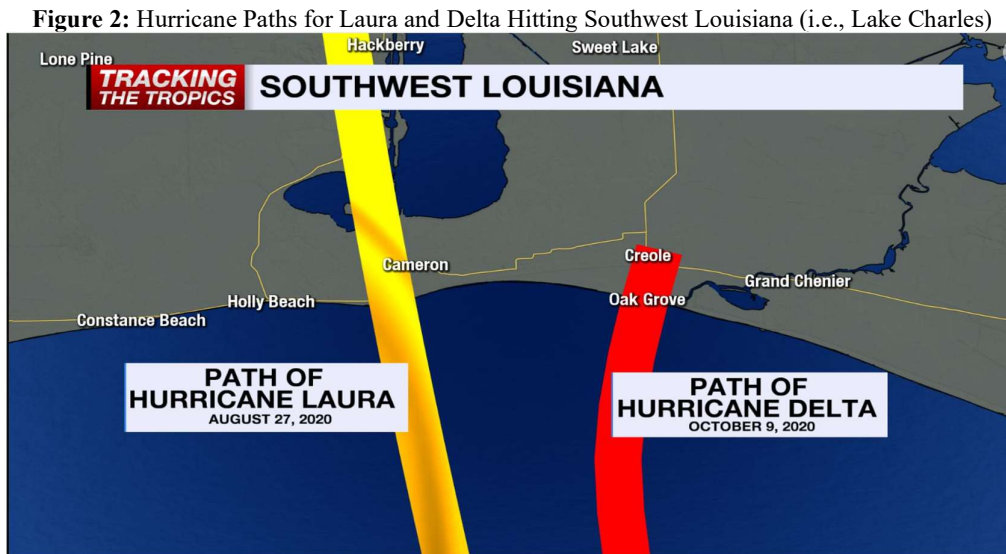 Figure 2: Hurricane Paths for Laura and Delta Hitting Southwest Louisiana (i.e., Lake Charles)
Hackberry
Sweet Lake
Lone Pine
TRACKING
THE TROPICS
SOUTHWEST LOUISIANA
Cameron
Creole
Grand Chenier
Holly Beach
Oak Grove
Constance Beach
PATH OF
HURRICANE LAURA
AUGUST 27, 2020
PATH OF
HURRICANE DELTA
OCTOBER 9, 2020